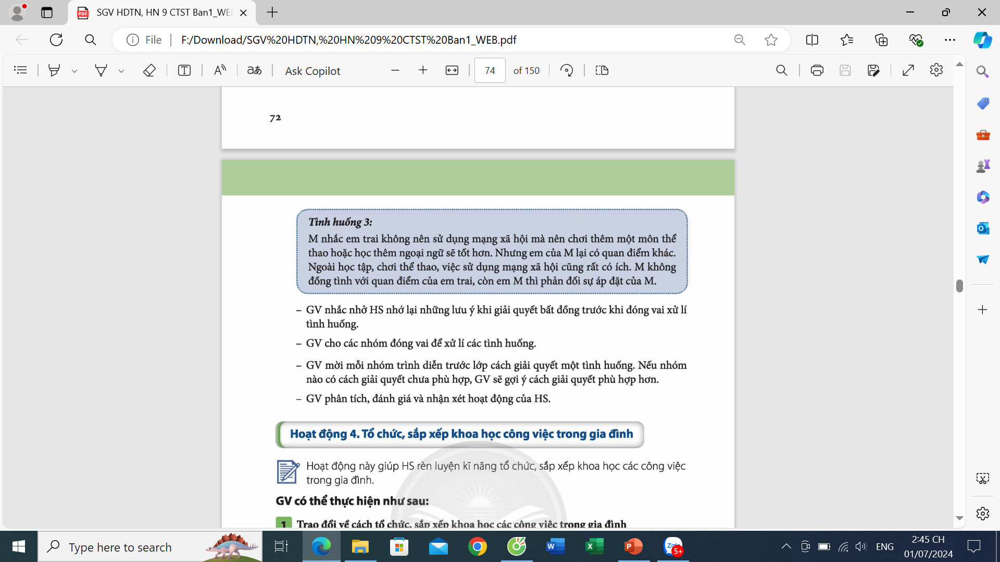 SGV HDTN, HN 9 CTST Ban1_WEB
File
F:/Download/SGV%20HDTN,%20HN%209%20CTST%20Ban1_WEB.pdf
Ask Copilot
74
of 150
72
Tình huống 3:
M nhắc em trai không nên sử dụng mạng xã hội mà nên chơi thêm một môn thể
thao hoặc học thêm ngoại ngữ sẽ tốt hơn. Nhưng em của M lại có quan điểm khác.
Ngoài học tập, chơi thể thao, việc sử dụng mạng xã hội cũng rất có ích. M không
đồng tình với quan điểm của em trai, còn em M thì phản đối sự áp đặt của M.
– GV nhắc nhở HS nhớ lại những lưu ý khi giải quyết bất đồng trước khi đóng vai xử lí
tình huống.
– GV cho các nhóm đóng vai để xử lí các tình huống.
– GV mời mỗi nhóm trình diễn trước lớp cách giải quyết một tình huống. Nếu nhóm
nào có cách giải quyết chưa phù hợp, GV sẽ gợi ý cách giải quyết phù hợp hơn.
– GV phân tích, đánh giá và nhận xét hoạt động của HS.
Hoạt động 4. Tổ chức, sắp xếp khoa học công việc trong gia đình
Hoạt động này giúp HS rèn luyện kĩ năng tổ chức, sắp xếp khoa học các công việc
trong gia đình.
GV có thể thực hiện như sau:
1 Trao đổi về cách tổ chức, sắp xếp khoa học các công việc trong gia đình
Type here to search
Zalo
5+
ENG
2:45 CH
01/07/2024